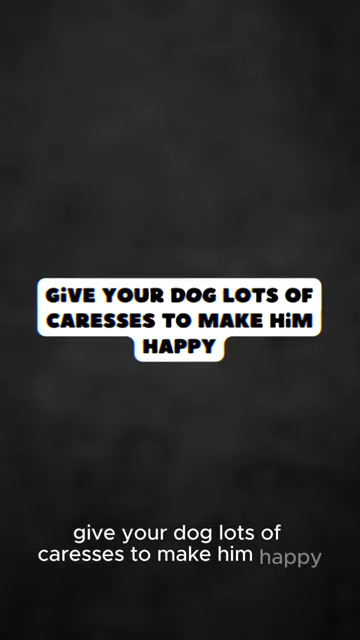 GiVE YOUR DOG LOTS OF
CARESSES TO MAKE HiM
HAPPY
give your dog lots of
caresses to make him happy